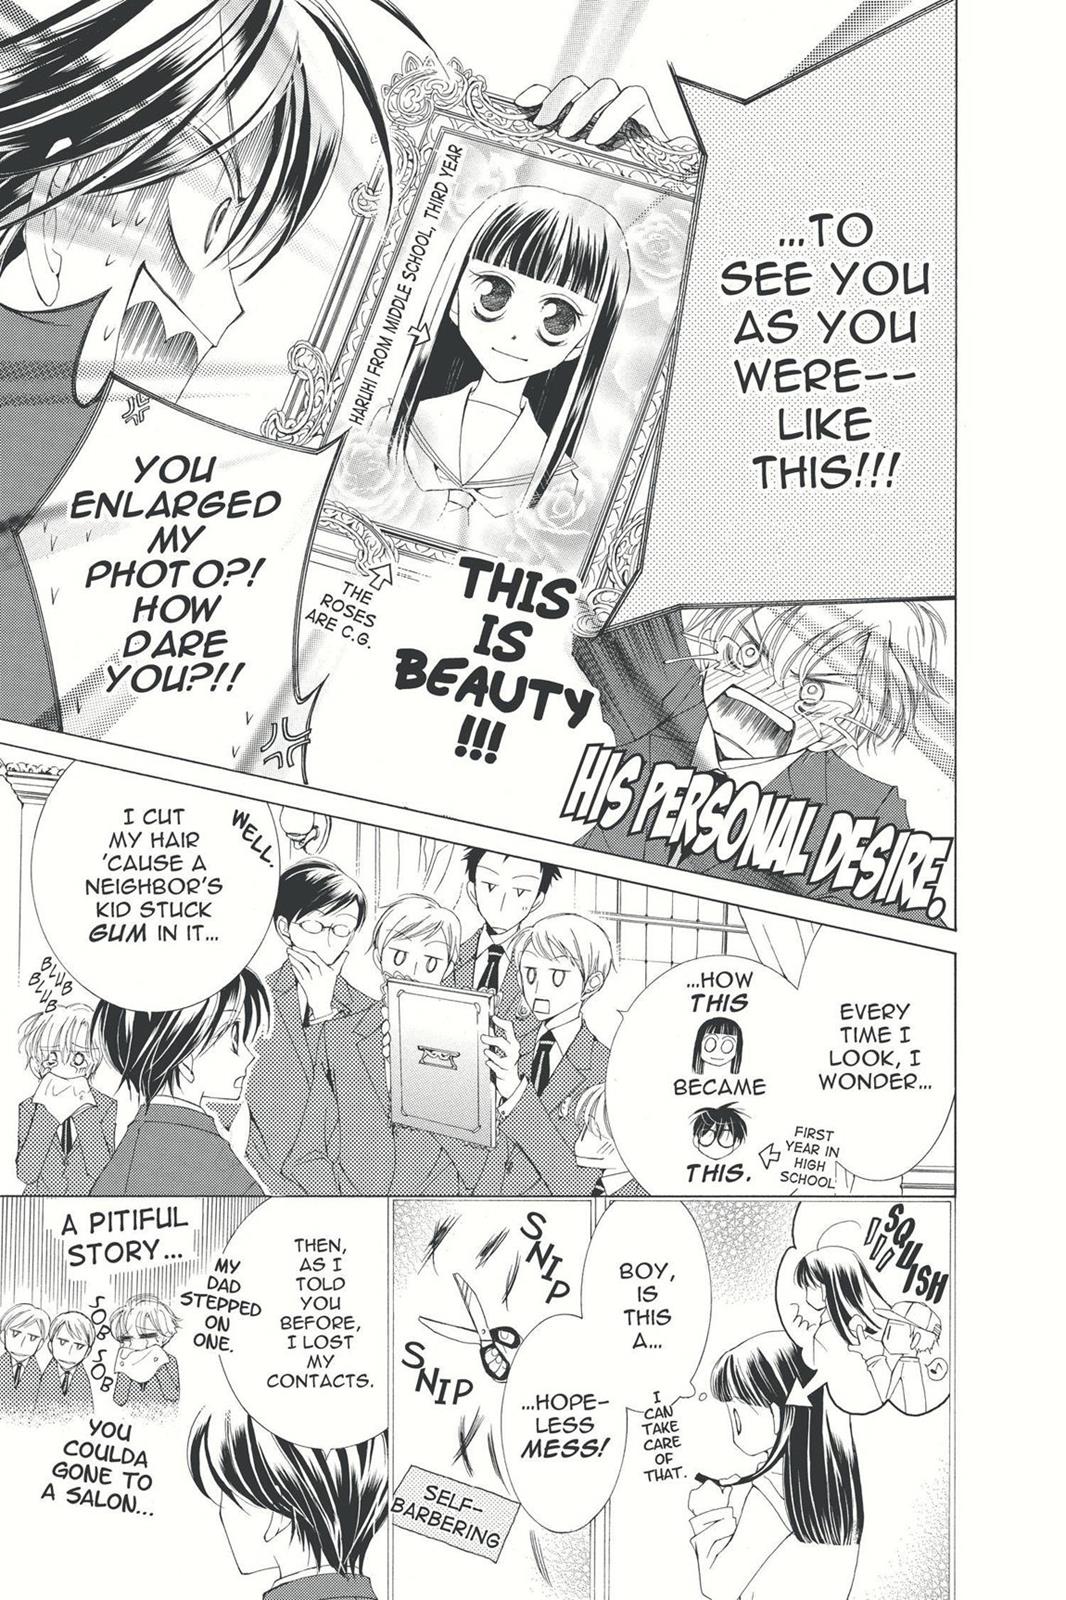 ...TO
SEE YOU
AS YOU
WERE--
LIKE
THIS!!!
HARUHI FROM MIDDLE SCHOOL, THIRD YEAR
THIS
IS
BEAUTY
!!!
THE
ROSES
ARE C.G.
YOU
ENLARGED
MY
PHOTO?!
HOW
DARE
YOU?!!
HIS PERSONAL DESIRE.
EVERY
TIME I
LOOK, I
WONDER...
...HOW
THIS
BECAME
THIS.
FIRST
YEAR IN
HIGH
SCHOOL
WELL.
I CUT
MY HAIR
'CAUSE A
NEIGHBOR'S
KID STUCK
GUM IN IT...
BLUB
BLUB
SQUISH
I
CAN
TAKE
CARE
OF
THAT.
BOY,
IS
THIS
A...
...HOPE-
LESS
MESS!
SNIP
SNIP
SELF-
BARBERING
THEN,
AS I
TOLD
YOU
BEFORE,
I LOST
MY
CONTACTS.
MY
DAD
STEPPED
ON
ONE.
A PITIFUL
STORY...
SOB
SOB
YOU
COULDA
GONE TO
A SALON...